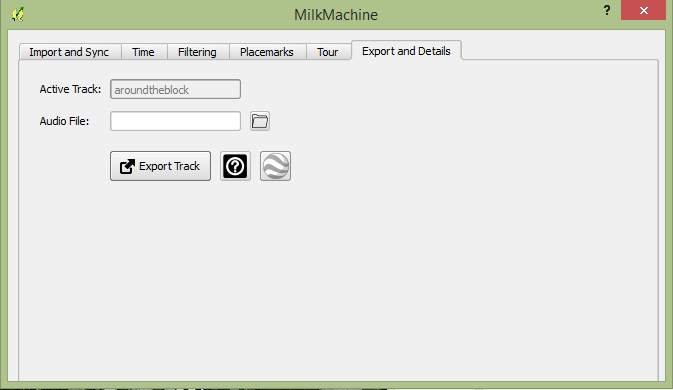 MilkMachine
?
Import and Sync Time Filtering Placemarks Tour Export and Details
Active Track: aroundtheblock
Audio File:
Export Track ?